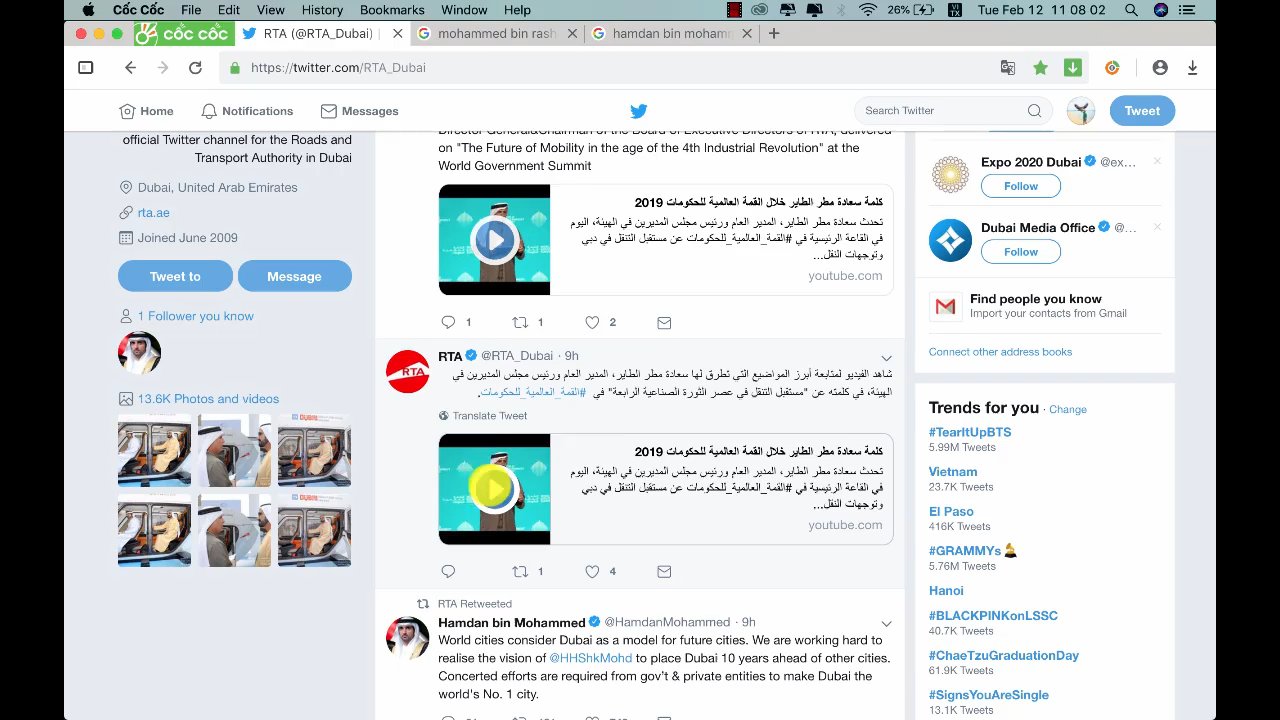 Cốc Cốc File Edit View History Bookmarks Window Help
26% VI TX Tue Feb 12 11 08 02
cốc cốc RTA (@RTA_Dubai) | mohammed bin rash hamdan bin mohamm
https://twitter.com/RTA_Dubai
Home Notifications Messages Search Twitter Tweet
official Twitter channel for the Roads and
Transport Authority in Dubai
Dubai, United Arab Emirates
rta.ae
Joined June 2009
Tweet to Message
1 Follower you know
13.6K Photos and videos
Director General&Chairman of the Board of Executive Directors of RTA, delivered
on "The Future of Mobility in the age of the 4th Industrial Revolution" at the
World Government Summit
كلمة سعادة مطر الطاير خلال القمة العالمية للحكومات 2019
تحدث سعادة مطر الطاير، المدير العام ورئيس مجلس المديرين في الهيئة، اليوم
في القاعة الرئيسية في #القمة_العالمية_للحكومات عن مستقبل التنقل في دبي
وتوجهات النقل...
youtube.com
1 1 2
RTA @RTA_Dubai · 9h
شاهد الفيديو لمتابعة أبرز المواضيع التي تطرق لها سعادة مطر الطاير، المدير العام ورئيس مجلس المديرين في
الهيئة، في كلمته عن "مستقبل التنقل في عصر الثورة الصناعية الرابعة" في #القمة_العالمية_للحكومات.
Translate Tweet
كلمة سعادة مطر الطاير خلال القمة العالمية للحكومات 2019
تحدث سعادة مطر الطاير، المدير العام ورئيس مجلس المديرين في الهيئة، اليوم
في القاعة الرئيسية في #القمة_العالمية_للحكومات عن مستقبل التنقل في دبي
وتوجهات النقل...
youtube.com
1 4
RTA Retweeted
Hamdan bin Mohammed @HamdanMohammed · 9h
World cities consider Dubai as a model for future cities. We are working hard to
realise the vision of @HHShkMohd to place Dubai 10 years ahead of other cities.
Concerted efforts are required from gov't & private entities to make Dubai the
world's No. 1 city.
RTA
Expo 2020 Dubai @ex...
Follow
Dubai Media Office @...
Follow
Find people you know
Import your contacts from Gmail
Connect other address books
Trends for you · Change
#TearItUpBTS
5.99M Tweets
Vietnam
23.7K Tweets
El Paso
416K Tweets
#GRAMMYs
5.76M Tweets
Hanoi
#BLACKPINKonLSSC
40.7K Tweets
#ChaeTzuGraduationDay
61.9K Tweets
#SignsYouAreSingle
13.1K Tweets